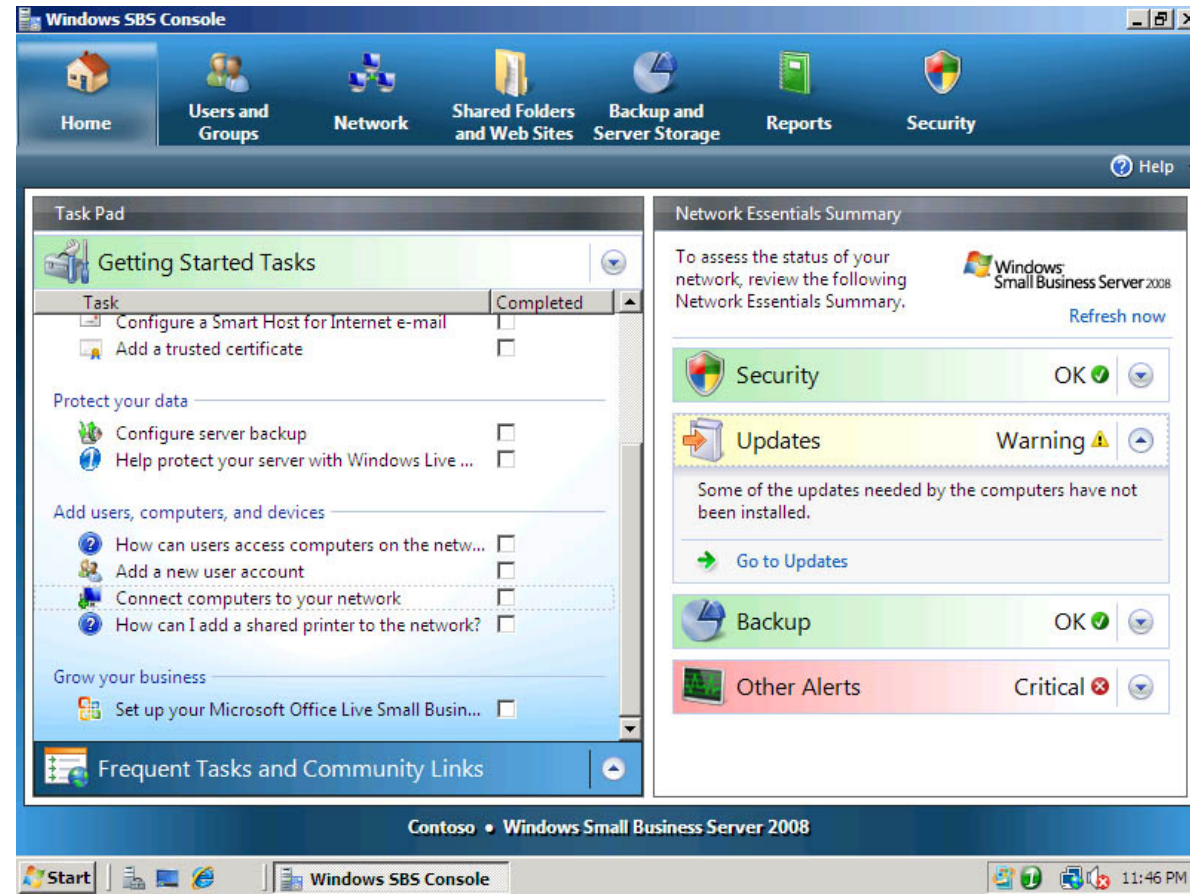 Windows SBS Console
Home
Users and
Groups
Network
Shared Folders
and Web Sites
Backup and
Server Storage
Reports
Security
Help
Task Pad
Getting Started Tasks
Task Completed
Configure a Smart Host for Internet e-mail
Add a trusted certificate
Protect your data
Configure server backup
Help protect your server with Windows Live ...
Add users, computers, and devices
How can users access computers on the netw...
Add a new user account
Connect computers to your network
How can I add a shared printer to the network?
Grow your business
Set up your Microsoft Office Live Small Busin...
Frequent Tasks and Community Links
Network Essentials Summary
To assess the status of your
network, review the following
Network Essentials Summary.
Windows
Small Business Server 2008
Refresh now
Security OK
Updates Warning
Some of the updates needed by the computers have not
been installed.
Go to Updates
Backup OK
Other Alerts Critical
Contoso • Windows Small Business Server 2008
Start
Windows SBS Console
11:46 PM